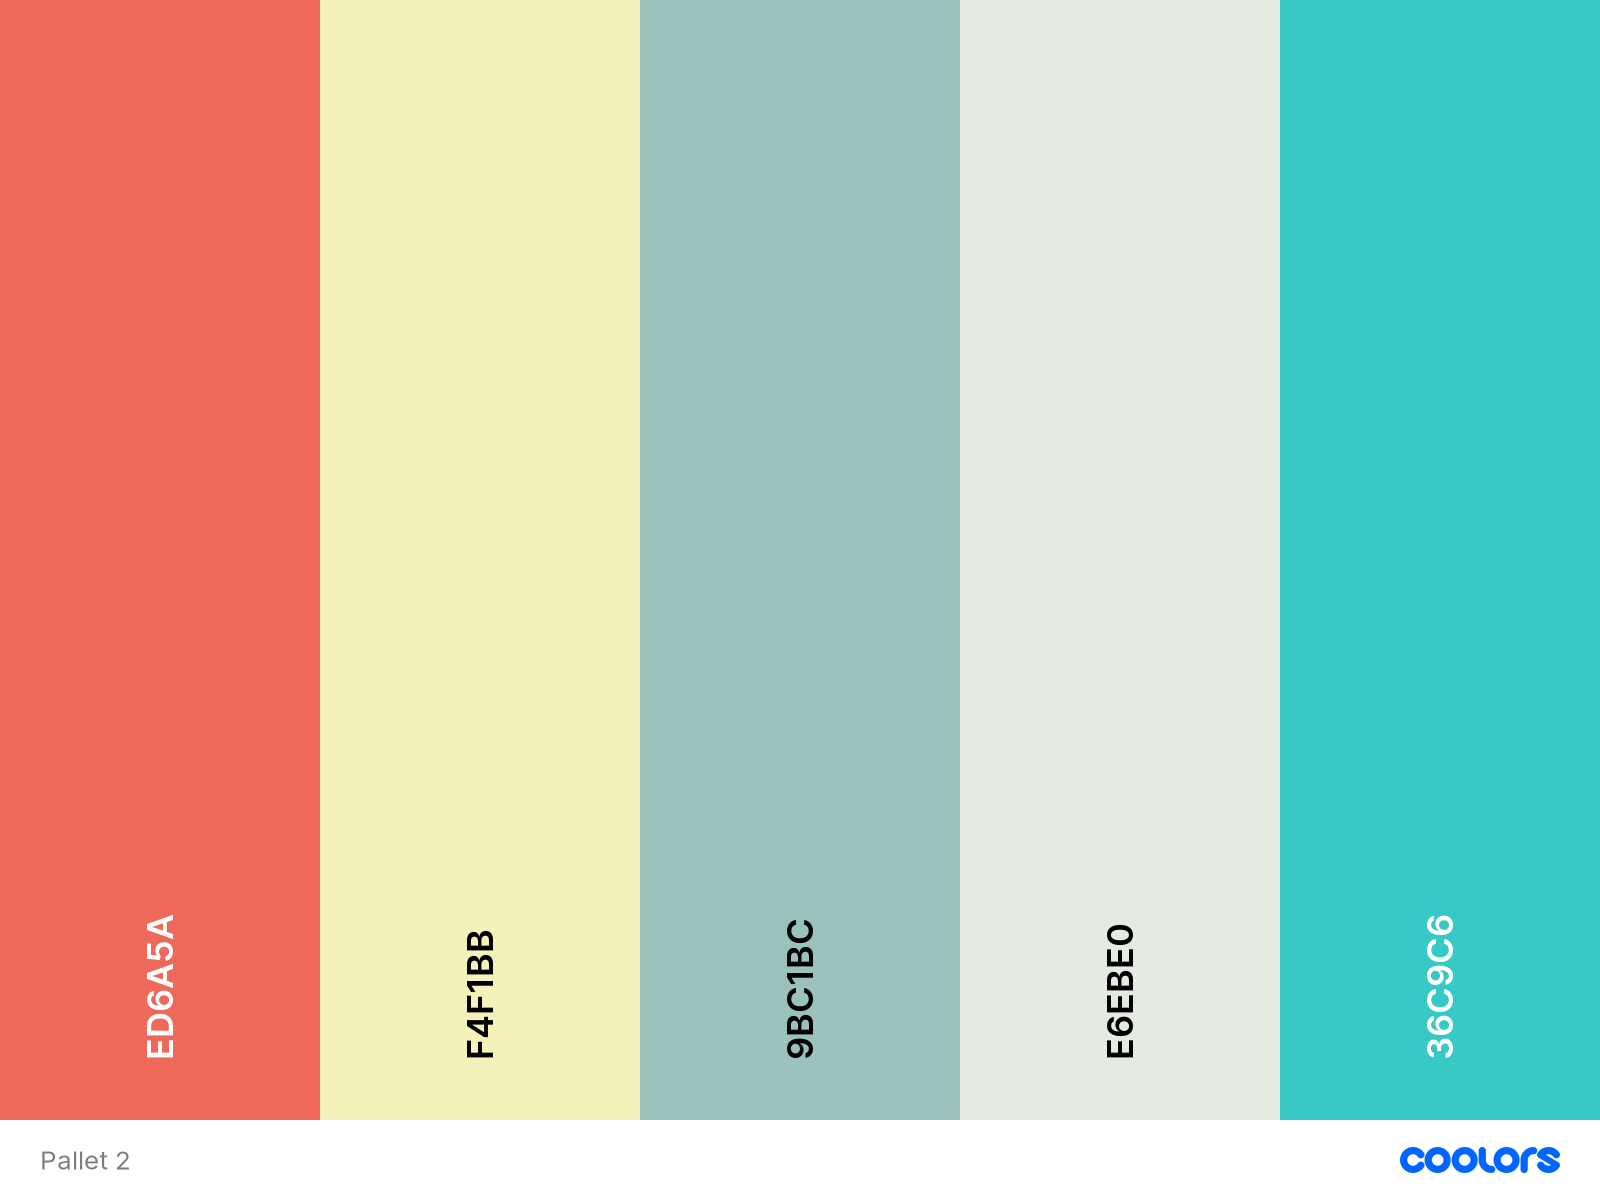 ED6A5A
F4F1BB
9BC1BC
E6EBE0
36C9C6
Pallet 2
coolors